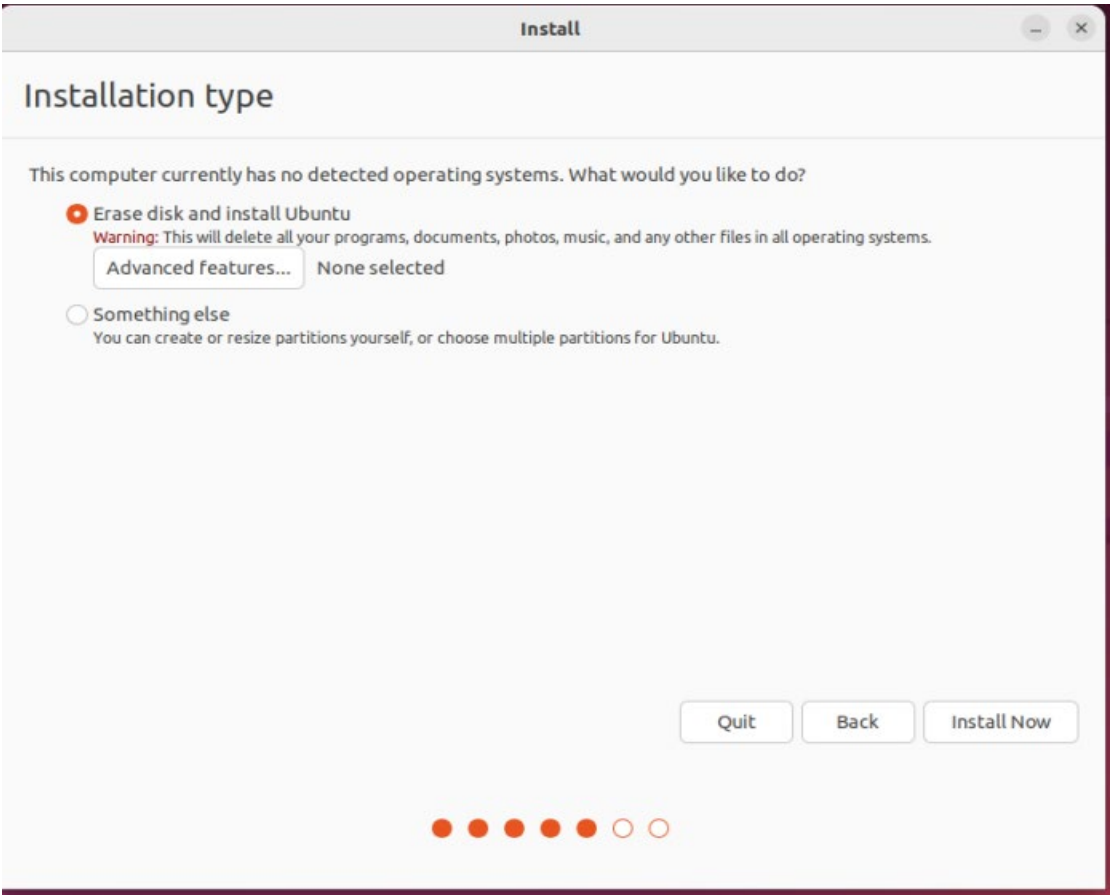 Install
Installation type
This computer currently has no detected operating systems. What would you like to do?
Erase disk and install Ubuntu
Warning: This will delete all your programs, documents, photos, music, and any other files in all operating systems.
Advanced features... None selected
Something else
You can create or resize partitions yourself, or choose multiple partitions for Ubuntu.
Quit Back Install Now